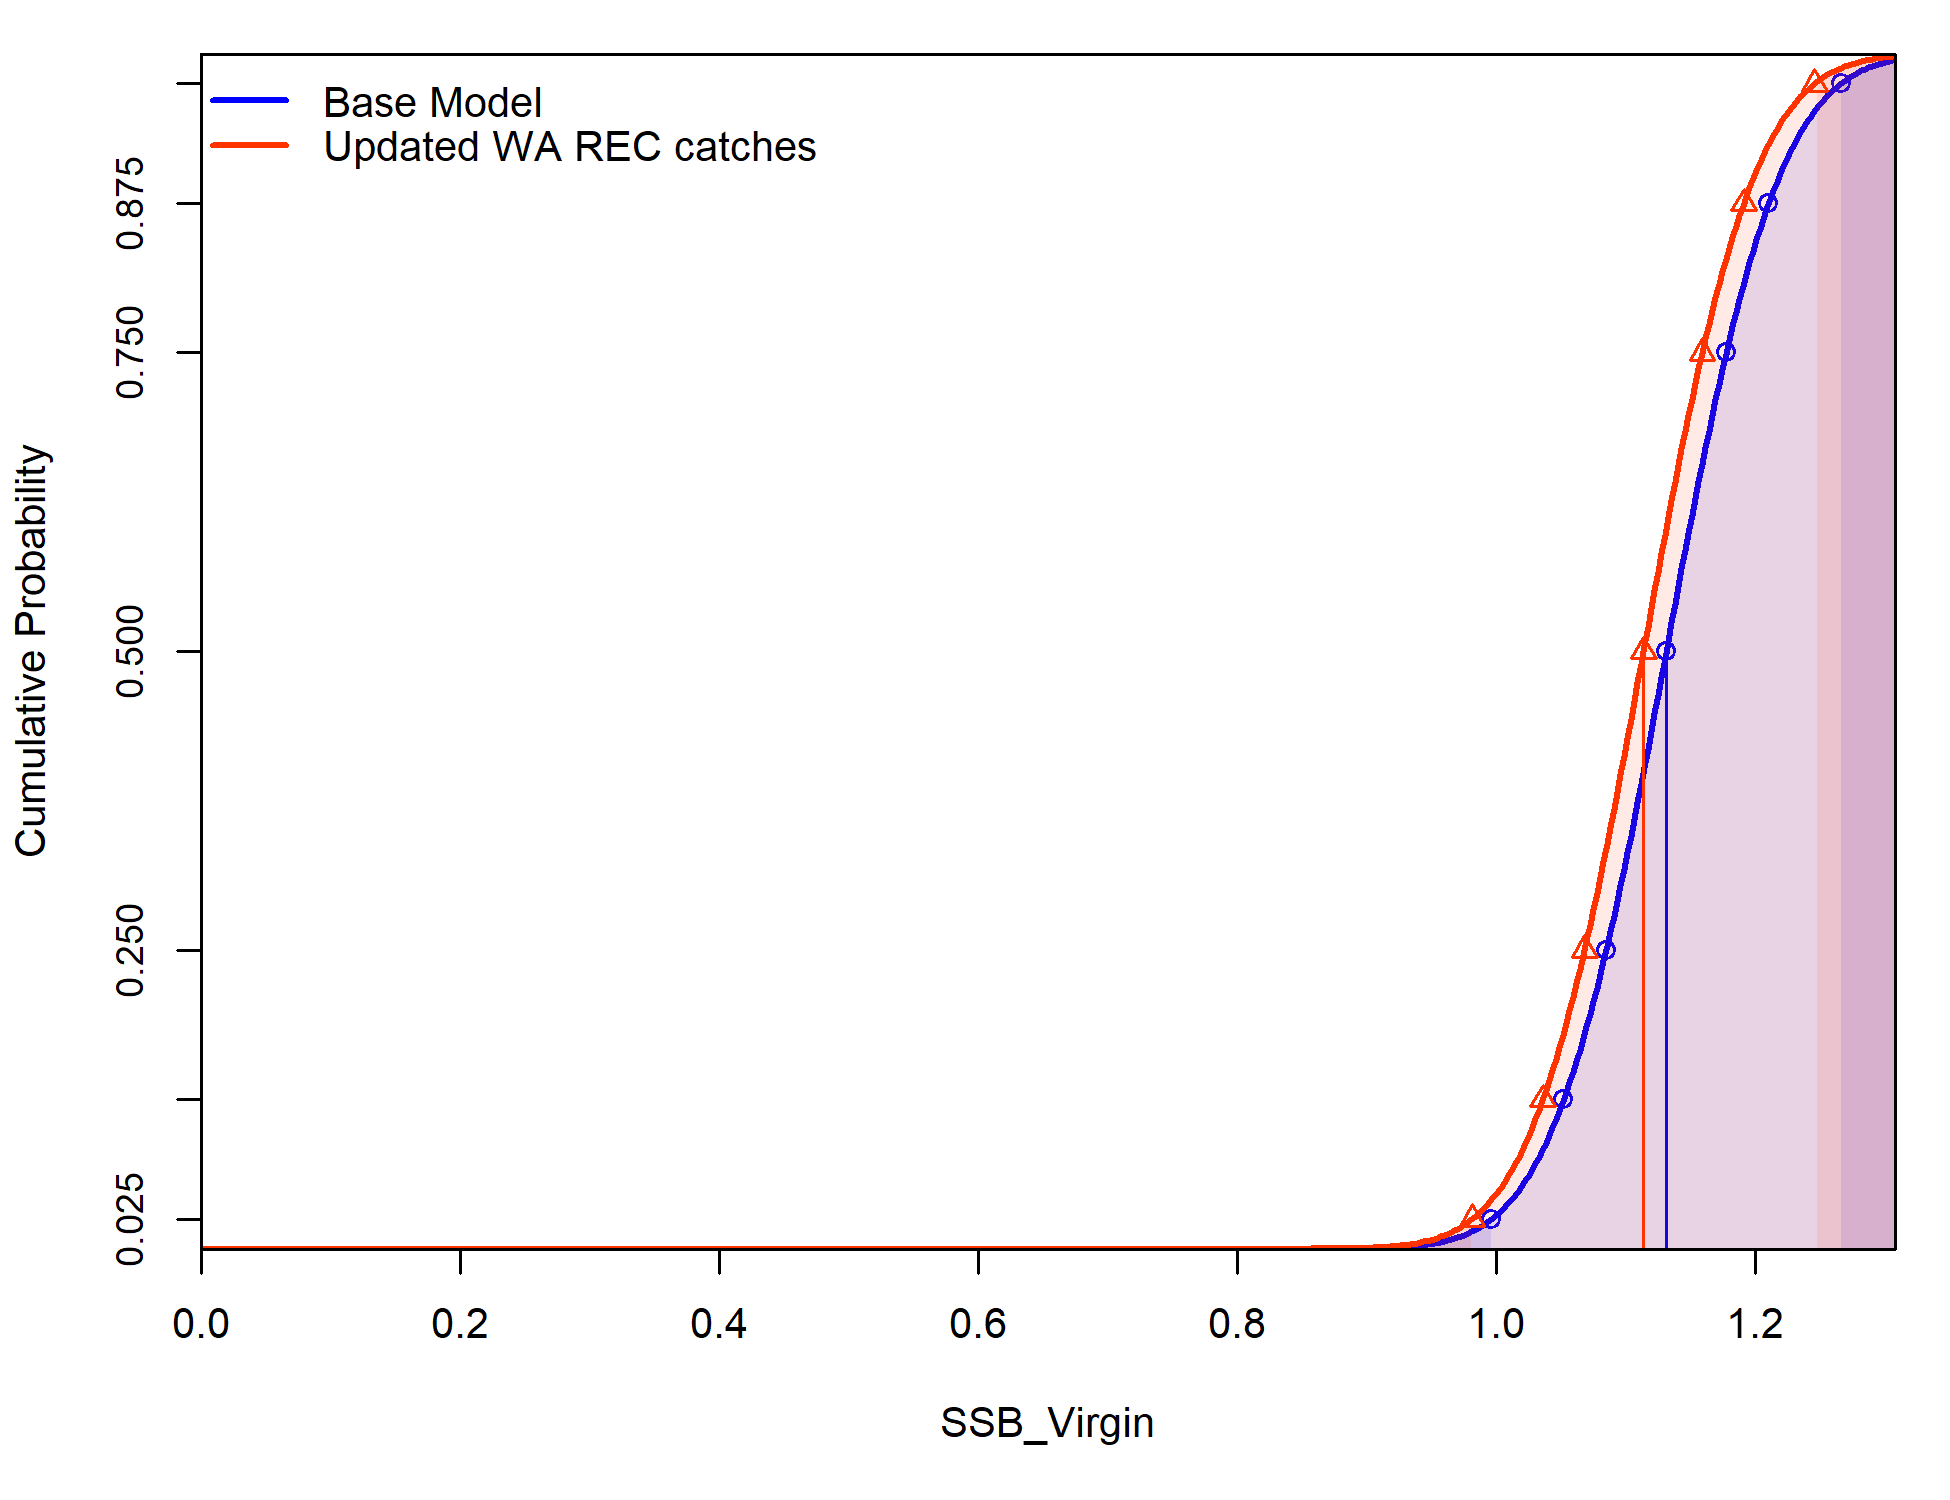 Base Model
Updated WA REC catches
Cumulative Probability
0.875
0.750
0.500
0.250
0.025
0.0 0.2 0.4 0.6 0.8 1.0 1.2
SSB_Virgin